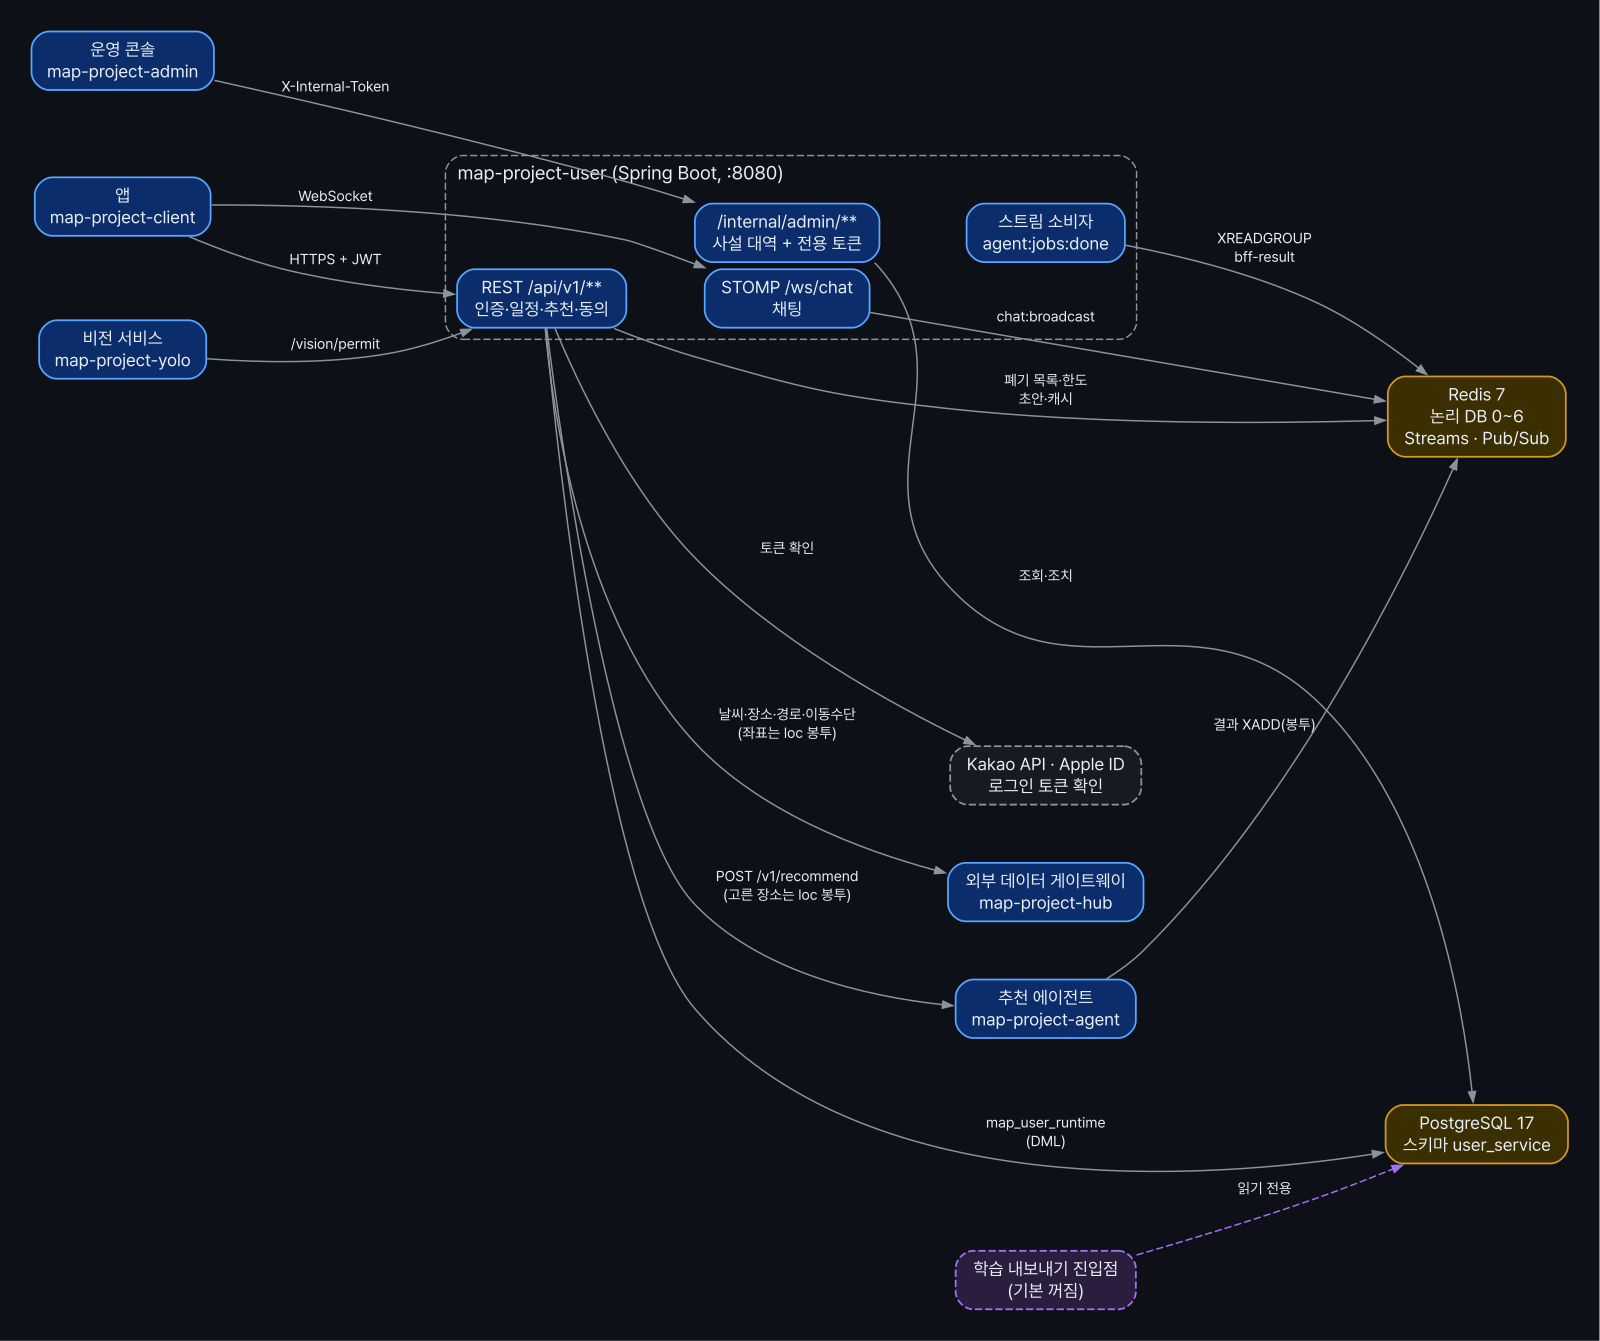 운영 콘솔
map-project-admin
X-Internal-Token
map-project-user (Spring Boot, :8080)
앱
map-project-client
WebSocket
HTTPS + JWT
/internal/admin/**
사설 대역 + 전용 토큰
스트림 소비자
agent:jobs:done
XREADGROUP
bff-result
REST /api/v1/**
인증·일정·추천·동의
STOMP /ws/chat
채팅
chat:broadcast
비전 서비스
map-project-yolo
/vision/permit
폐기 목록·한도
초안·캐시
Redis 7
논리 DB 0~6
Streams · Pub/Sub
토큰 확인
조회·조치
날씨·장소·경로·이동수단
(좌표는 loc 봉투)
결과 XADD(봉투)
Kakao API · Apple ID
로그인 토큰 확인
POST /v1/recommend
(고른 장소는 loc 봉투)
외부 데이터 게이트웨이
map-project-hub
추천 에이전트
map-project-agent
map_user_runtime
(DML)
PostgreSQL 17
스키마 user_service
읽기 전용
학습 내보내기 진입점
(기본 꺼짐)